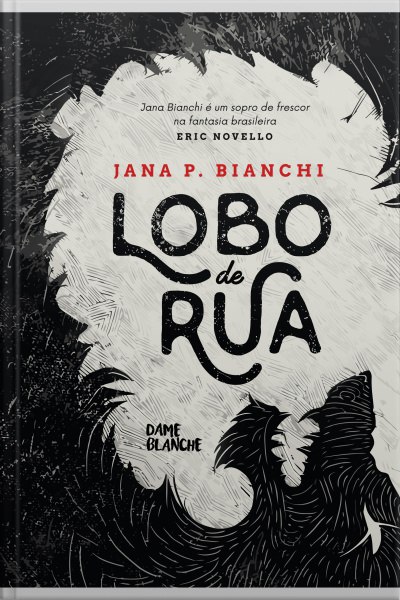 Jana Bianchi é um sopro de frescor
na fantasia brasileira
ERIC NOVELLO
JANA P. BIANCHI
LOBO
de
RUA
DAME
BLANCHE